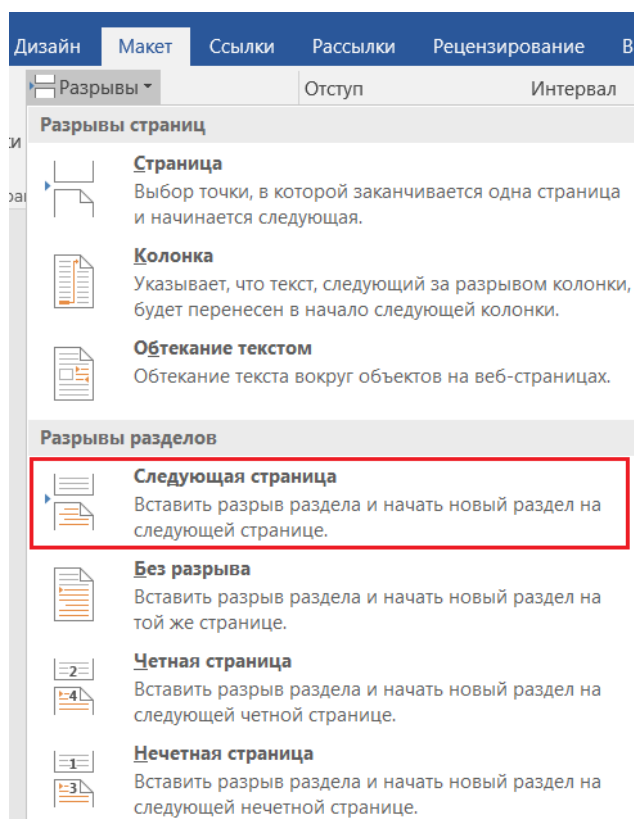 Дизайн Макет Ссылки Рассылки Рецензирование В
Разрывы Отступ Интервал
Разрывы страниц
Страница
Выбор точки, в которой заканчивается одна страница
и начинается следующая.
Колонка
Указывает, что текст, следующий за разрывом колонки,
будет перенесен в начало следующей колонки.
Обтекание текстом
Обтекание текста вокруг объектов на веб-страницах.
Разрывы разделов
Следующая страница
Вставить разрыв раздела и начать новый раздел на
следующей странице.
Без разрыва
Вставить разрыв раздела и начать новый раздел на
той же странице.
2
4
Четная страница
Вставить разрыв раздела и начать новый раздел на
следующей четной странице.
1
3
Нечетная страница
Вставить разрыв раздела и начать новый раздел на
следующей нечетной странице.